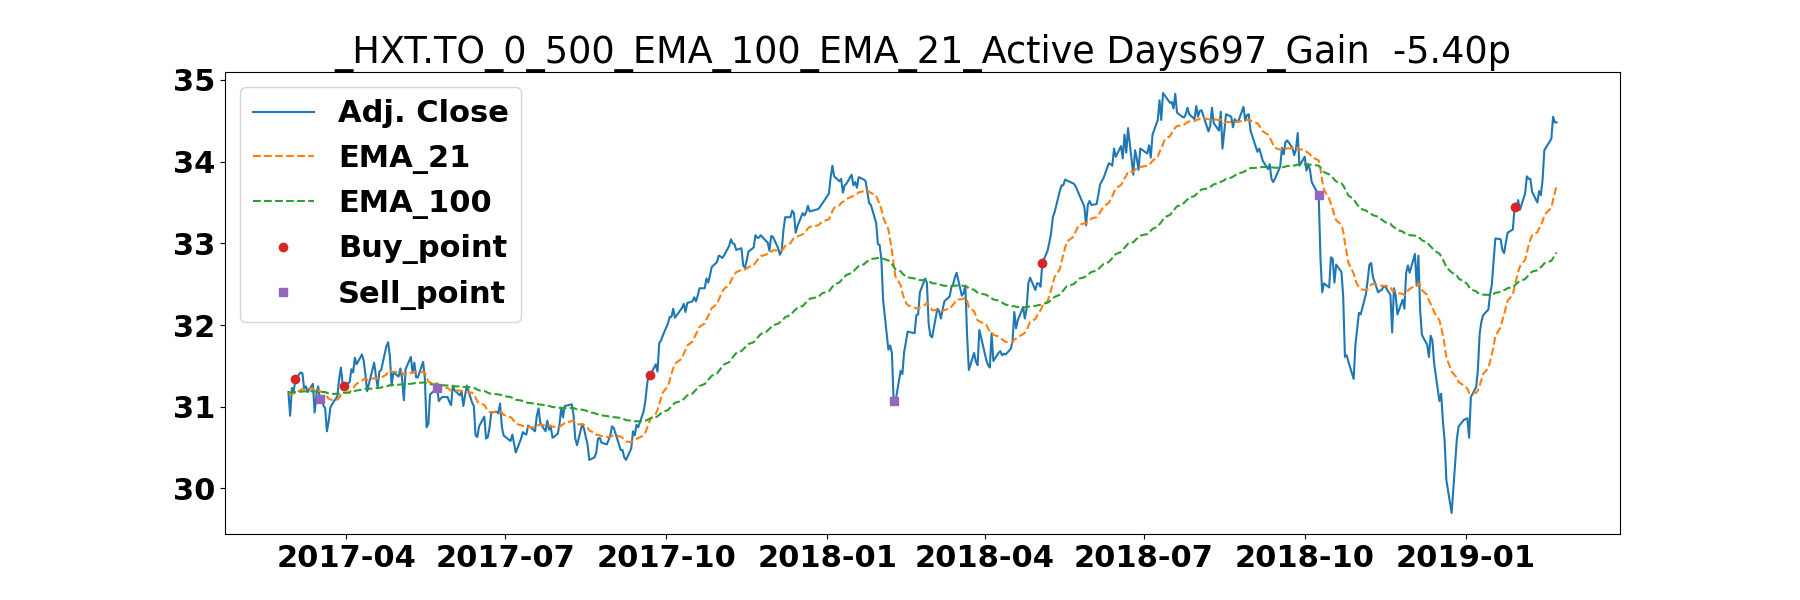 _HXT.TO_0_500_EMA_100_EMA_21_Active Days697_Gain  -5.40p
35
34
33
32
31
30
Adj. Close
EMA_21
EMA_100
Buy_point
Sell_point
2017-04 2017-07 2017-10 2018-01 2018-04 2018-07 2018-10 2019-01